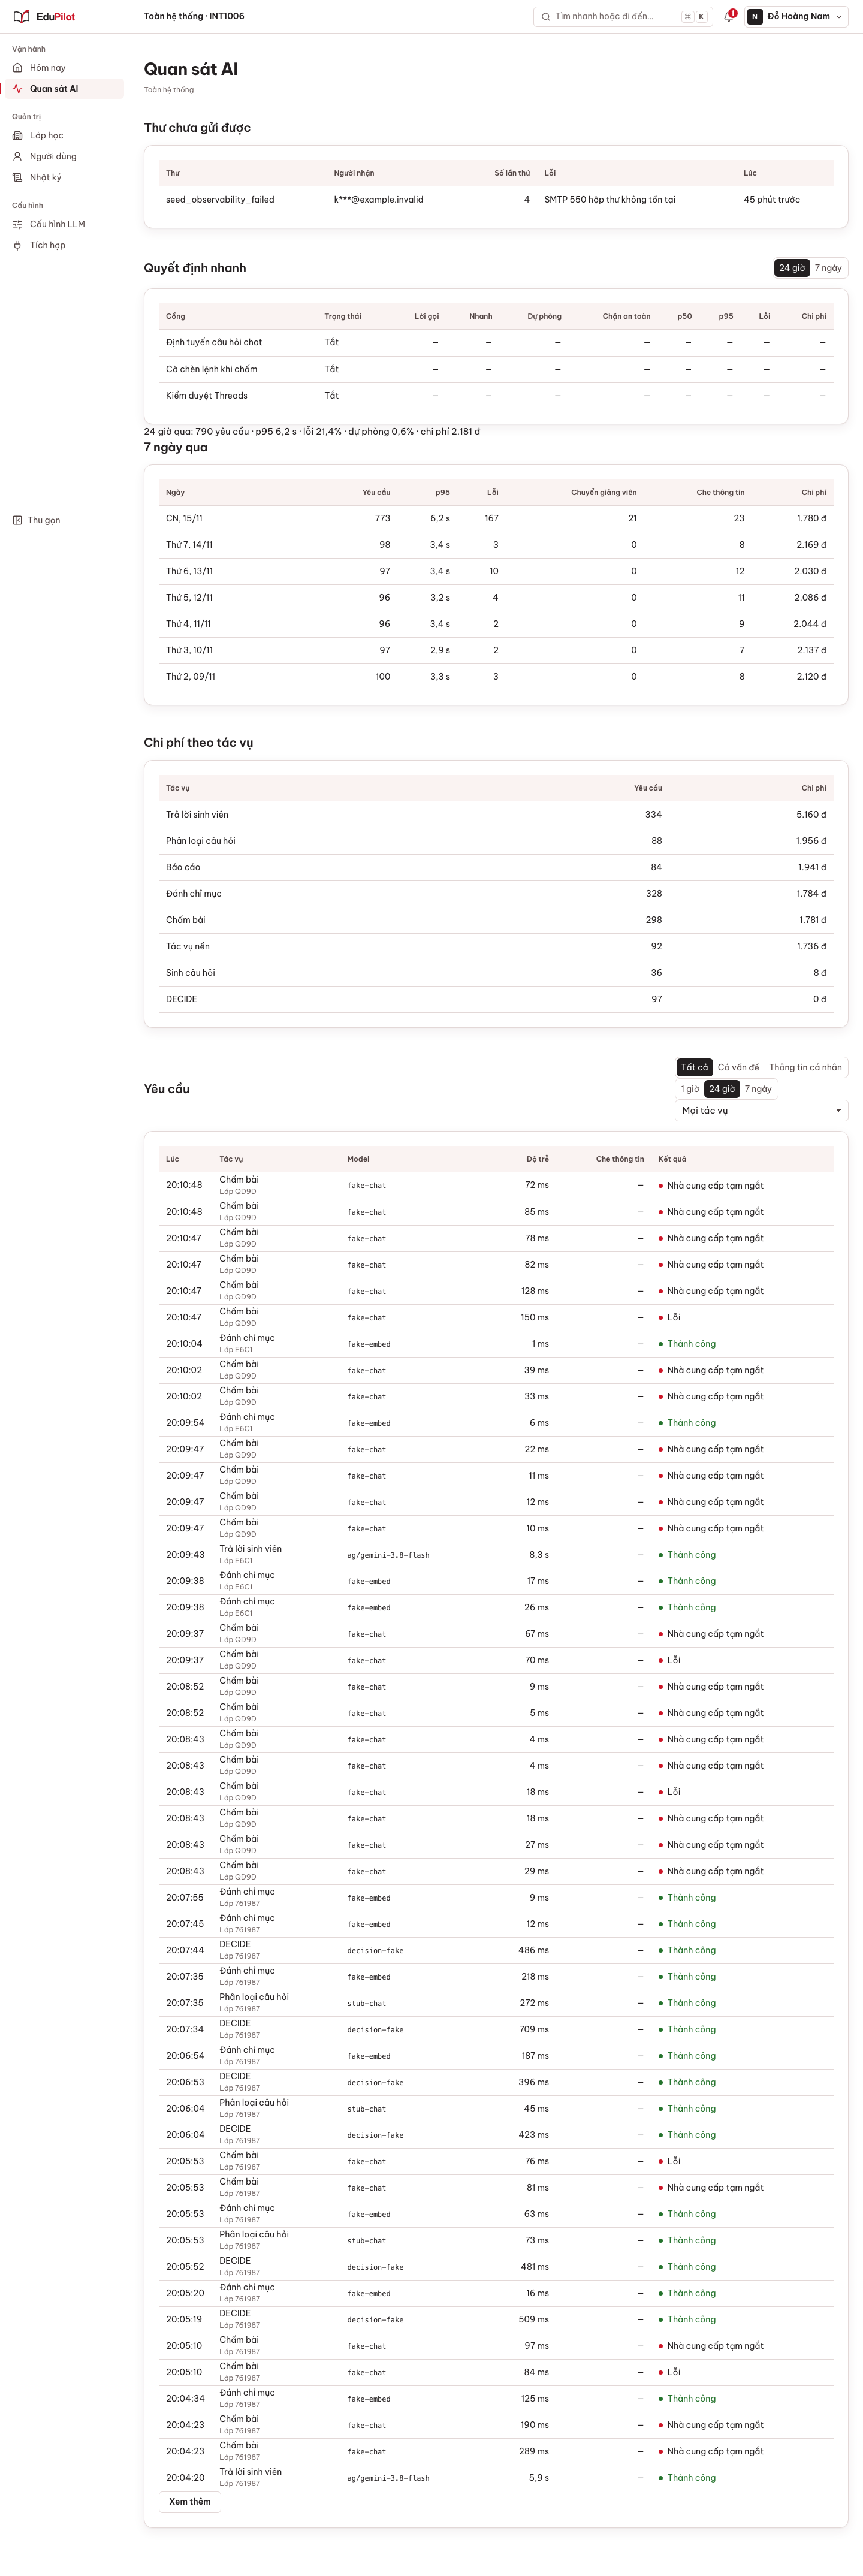 EduPilot
Toàn hệ thống · INT1006
Tìm nhanh hoặc đi đến... ⌘ K
1
N Đỗ Hoàng Nam
Vận hành
Hôm nay
Quan sát AI
Quản trị
Lớp học
Người dùng
Nhật ký
Cấu hình
Cấu hình LLM
Tích hợp
Thu gọn
Quan sát AI
Toàn hệ thống
Thư chưa gửi được
Thư Người nhận Số lần thử Lỗi Lúc
seed_observability_failed k***@example.invalid 4 SMTP 550 hộp thư không tồn tại 45 phút trước
Quyết định nhanh
24 giờ 7 ngày
Cổng Trạng thái Lời gọi Nhanh Dự phòng Chặn an toàn p50 p95 Lỗi Chi phí
Định tuyến câu hỏi chat Tắt — — — — — — — —
Cờ chèn lệnh khi chấm Tắt — — — — — — — —
Kiểm duyệt Threads Tắt — — — — — — — —
24 giờ qua: 790 yêu cầu · p95 6,2 s · lỗi 21,4% · dự phòng 0,6% · chi phí 2.181 đ
7 ngày qua
Ngày Yêu cầu p95 Lỗi Chuyển giảng viên Che thông tin Chi phí
CN, 15/11 773 6,2 s 167 21 23 1.780 đ
Thứ 7, 14/11 98 3,4 s 3 0 8 2.169 đ
Thứ 6, 13/11 97 3,4 s 10 0 12 2.030 đ
Thứ 5, 12/11 96 3,2 s 4 0 11 2.086 đ
Thứ 4, 11/11 96 3,4 s 2 0 9 2.044 đ
Thứ 3, 10/11 97 2,9 s 2 0 7 2.137 đ
Thứ 2, 09/11 100 3,3 s 3 0 8 2.120 đ
Chi phí theo tác vụ
Tác vụ Yêu cầu Chi phí
Trả lời sinh viên 334 5.160 đ
Phân loại câu hỏi 88 1.956 đ
Báo cáo 84 1.941 đ
Đánh chỉ mục 328 1.784 đ
Chấm bài 298 1.781 đ
Tác vụ nền 92 1.736 đ
Sinh câu hỏi 36 8 đ
DECIDE 97 0 đ
Yêu cầu
Tất cả Có vấn đề Thông tin cá nhân
1 giờ 24 giờ 7 ngày
Mọi tác vụ
Lúc Tác vụ Model Độ trễ Che thông tin Kết quả
20:10:48 Chấm bài Lớp QD9D fake-chat 72 ms — Nhà cung cấp tạm ngắt
20:10:48 Chấm bài Lớp QD9D fake-chat 85 ms — Nhà cung cấp tạm ngắt
20:10:47 Chấm bài Lớp QD9D fake-chat 78 ms — Nhà cung cấp tạm ngắt
20:10:47 Chấm bài Lớp QD9D fake-chat 82 ms — Nhà cung cấp tạm ngắt
20:10:47 Chấm bài Lớp QD9D fake-chat 128 ms — Nhà cung cấp tạm ngắt
20:10:47 Chấm bài Lớp QD9D fake-chat 150 ms — Lỗi
20:10:04 Đánh chỉ mục Lớp E6C1 fake-embed 1 ms — Thành công
20:10:02 Chấm bài Lớp QD9D fake-chat 39 ms — Nhà cung cấp tạm ngắt
20:10:02 Chấm bài Lớp QD9D fake-chat 33 ms — Nhà cung cấp tạm ngắt
20:09:54 Đánh chỉ mục Lớp E6C1 fake-embed 6 ms — Thành công
20:09:47 Chấm bài Lớp QD9D fake-chat 22 ms — Nhà cung cấp tạm ngắt
20:09:47 Chấm bài Lớp QD9D fake-chat 11 ms — Nhà cung cấp tạm ngắt
20:09:47 Chấm bài Lớp QD9D fake-chat 12 ms — Nhà cung cấp tạm ngắt
20:09:47 Chấm bài Lớp QD9D fake-chat 10 ms — Nhà cung cấp tạm ngắt
20:09:43 Trả lời sinh viên Lớp E6C1 ag/gemini-3.8-flash 8,3 s — Thành công
20:09:38 Đánh chỉ mục Lớp E6C1 fake-embed 17 ms — Thành công
20:09:38 Đánh chỉ mục Lớp E6C1 fake-embed 26 ms — Thành công
20:09:37 Chấm bài Lớp QD9D fake-chat 67 ms — Nhà cung cấp tạm ngắt
20:09:37 Chấm bài Lớp QD9D fake-chat 70 ms — Lỗi
20:08:52 Chấm bài Lớp QD9D fake-chat 9 ms — Nhà cung cấp tạm ngắt
20:08:52 Chấm bài Lớp QD9D fake-chat 5 ms — Nhà cung cấp tạm ngắt
20:08:43 Chấm bài Lớp QD9D fake-chat 4 ms — Nhà cung cấp tạm ngắt
20:08:43 Chấm bài Lớp QD9D fake-chat 4 ms — Nhà cung cấp tạm ngắt
20:08:43 Chấm bài Lớp QD9D fake-chat 18 ms — Lỗi
20:08:43 Chấm bài Lớp QD9D fake-chat 18 ms — Nhà cung cấp tạm ngắt
20:08:43 Chấm bài Lớp QD9D fake-chat 27 ms — Nhà cung cấp tạm ngắt
20:08:43 Chấm bài Lớp QD9D fake-chat 29 ms — Nhà cung cấp tạm ngắt
20:07:55 Đánh chỉ mục Lớp 761987 fake-embed 9 ms — Thành công
20:07:45 Đánh chỉ mục Lớp 761987 fake-embed 12 ms — Thành công
20:07:44 DECIDE Lớp 761987 decision-fake 486 ms — Thành công
20:07:35 Đánh chỉ mục Lớp 761987 fake-embed 218 ms — Thành công
20:07:35 Phân loại câu hỏi Lớp 761987 stub-chat 272 ms — Thành công
20:07:34 DECIDE Lớp 761987 decision-fake 709 ms — Thành công
20:06:54 Đánh chỉ mục Lớp 761987 fake-embed 187 ms — Thành công
20:06:53 DECIDE Lớp 761987 decision-fake 396 ms — Thành công
20:06:04 Phân loại câu hỏi Lớp 761987 stub-chat 45 ms — Thành công
20:06:04 DECIDE Lớp 761987 decision-fake 423 ms — Thành công
20:05:53 Chấm bài Lớp 761987 fake-chat 76 ms — Lỗi
20:05:53 Chấm bài Lớp 761987 fake-chat 81 ms — Nhà cung cấp tạm ngắt
20:05:53 Đánh chỉ mục Lớp 761987 fake-embed 63 ms — Thành công
20:05:53 Phân loại câu hỏi Lớp 761987 stub-chat 73 ms — Thành công
20:05:52 DECIDE Lớp 761987 decision-fake 481 ms — Thành công
20:05:20 Đánh chỉ mục Lớp 761987 fake-embed 16 ms — Thành công
20:05:19 DECIDE Lớp 761987 decision-fake 509 ms — Thành công
20:05:10 Chấm bài Lớp 761987 fake-chat 97 ms — Nhà cung cấp tạm ngắt
20:05:10 Chấm bài Lớp 761987 fake-chat 84 ms — Lỗi
20:04:34 Đánh chỉ mục Lớp 761987 fake-embed 125 ms — Thành công
20:04:23 Chấm bài Lớp 761987 fake-chat 190 ms — Nhà cung cấp tạm ngắt
20:04:23 Chấm bài Lớp 761987 fake-chat 289 ms — Nhà cung cấp tạm ngắt
20:04:20 Trả lời sinh viên Lớp 761987 ag/gemini-3.8-flash 5,9 s — Thành công
Xem thêm